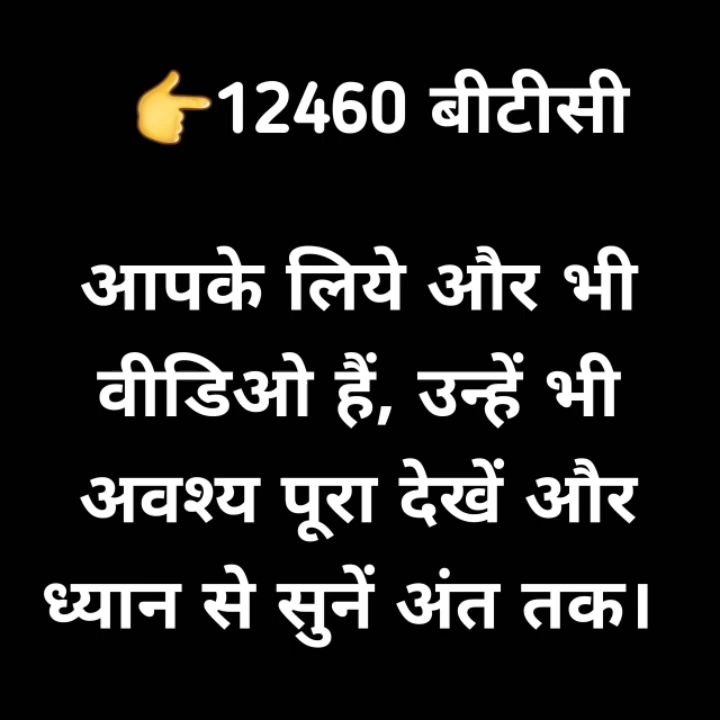 👉12460 बीटीसी
आपके लिये और भी
वीडिओ हैं, उन्हें भी
अवश्य पूरा देखें और
ध्यान से सुनें अंत तक।